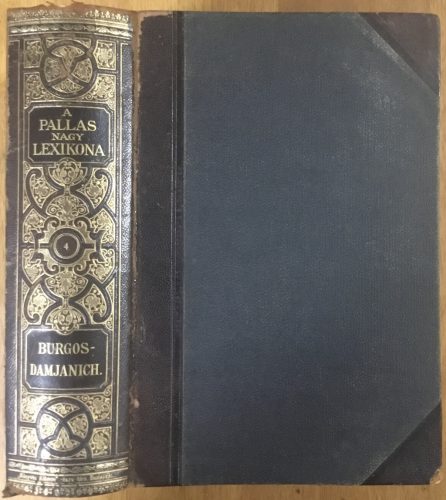 A
PALLAS
NAGY
LEXIKONA
4
BURGOS-
DAMJANICH.